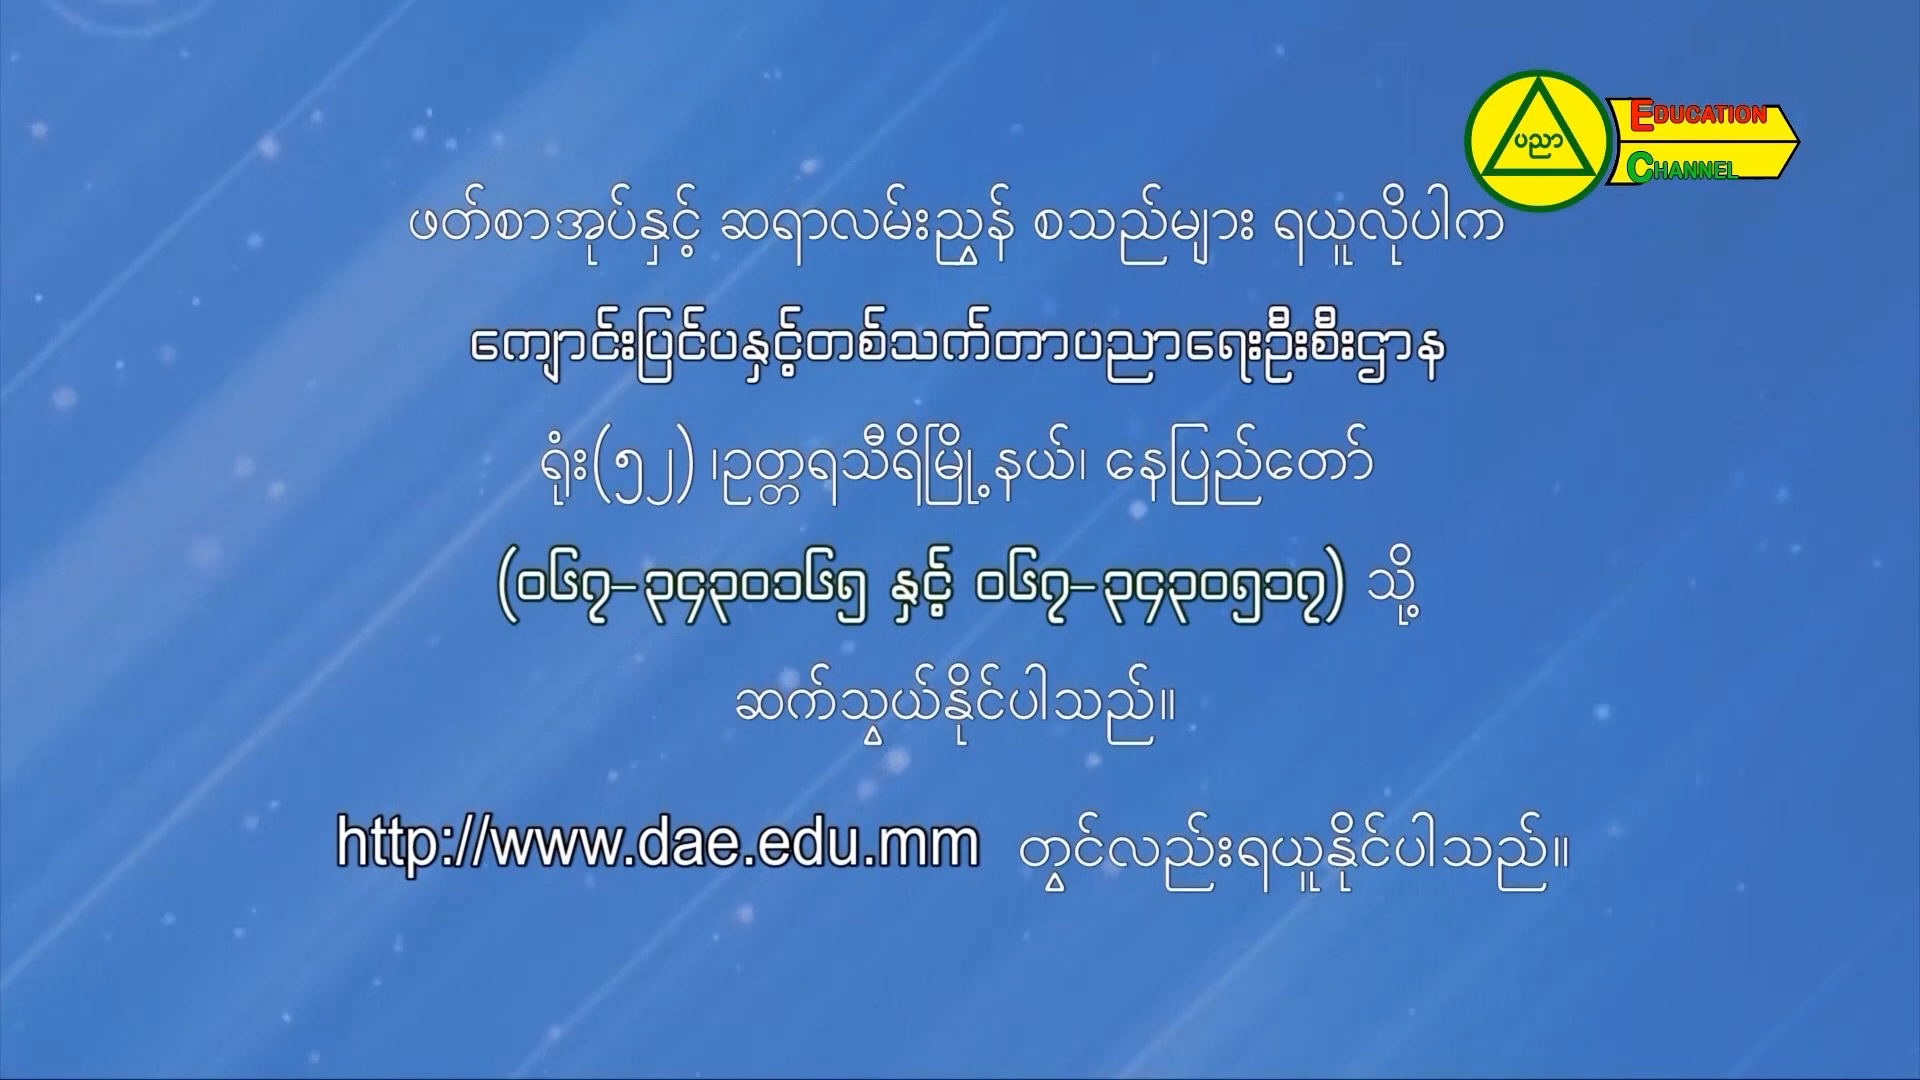 ပညာ
EDUCATION
CHANNEL
ဖတ်စာအုပ်နှင့် ဆရာလမ်းညွှန် စသည်များ ရယူလိုပါက
ကျောင်းပြင်ပနှင့်တစ်သက်တာပညာရေးဦးစီးဌာန
ရုံး(၅၂) ၊ဥတ္တရသီရိမြို့နယ်၊ နေပြည်တော်
(၀၆၇-၃၄၃၀၁၆၅ နှင့် ၀၆၇-၃၄၃၀၅၁၇) သို့
ဆက်သွယ်နိုင်ပါသည်။
http://www.dae.edu.mm တွင်လည်းရယူနိုင်ပါသည်။